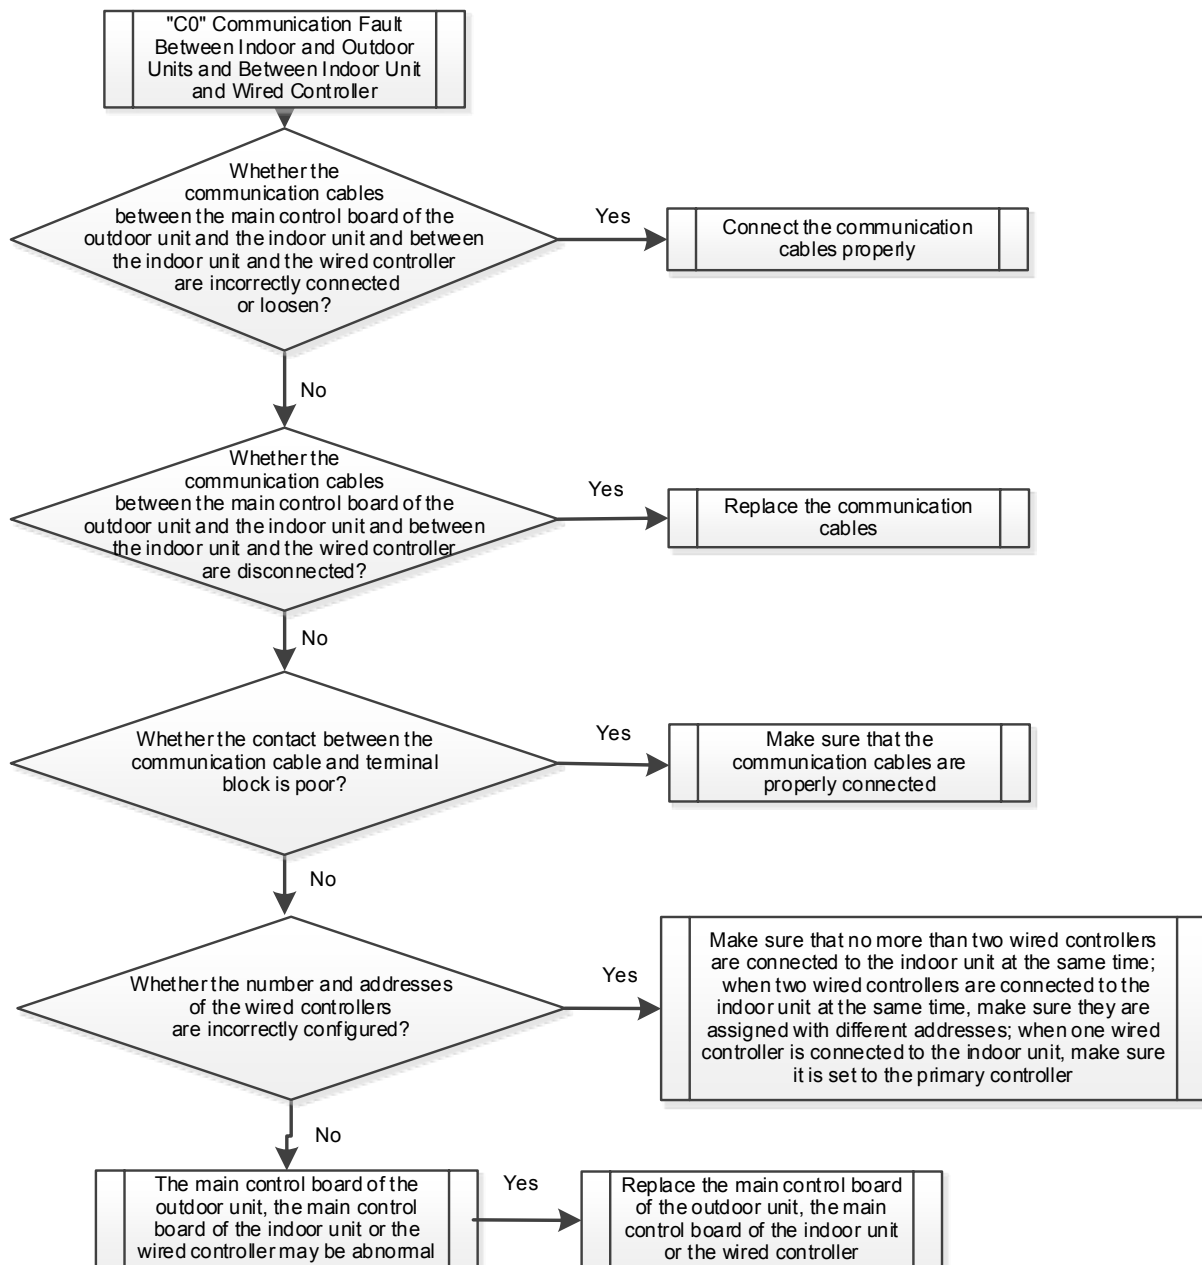 "C0" Communication Fault
Between Indoor and Outdoor
Units and Between Indoor Unit
and Wired Controller
Whether the
communication cables
between the main control board of the
outdoor unit and the indoor unit and between
the indoor unit and the wired controller
are incorrectly connected
or loosen?
Yes
Connect the communication
cables properly
No
Whether the
communication cables
between the main control board of the
outdoor unit and the indoor unit and between
the indoor unit and the wired controller
are disconnected?
Yes
Replace the communication
cables
No
Whether the contact between the
communication cable and terminal
block is poor?
Yes
Make sure that the
communication cables are
properly connected
No
Whether the number and addresses
of the wired controllers
are incorrectly configured?
Yes
Make sure that no more than two wired controllers
are connected to the indoor unit at the same time;
when two wired controllers are connected to the
indoor unit at the same time, make sure they are
assigned with different addresses; when one wired
controller is connected to the indoor unit, make sure
it is set to the primary controller
No
The main control board of the
outdoor unit, the main control
board of the indoor unit or the
wired controller may be abnormal
Yes
Replace the main control board
of the outdoor unit, the main
control board of the indoor unit
or the wired controller